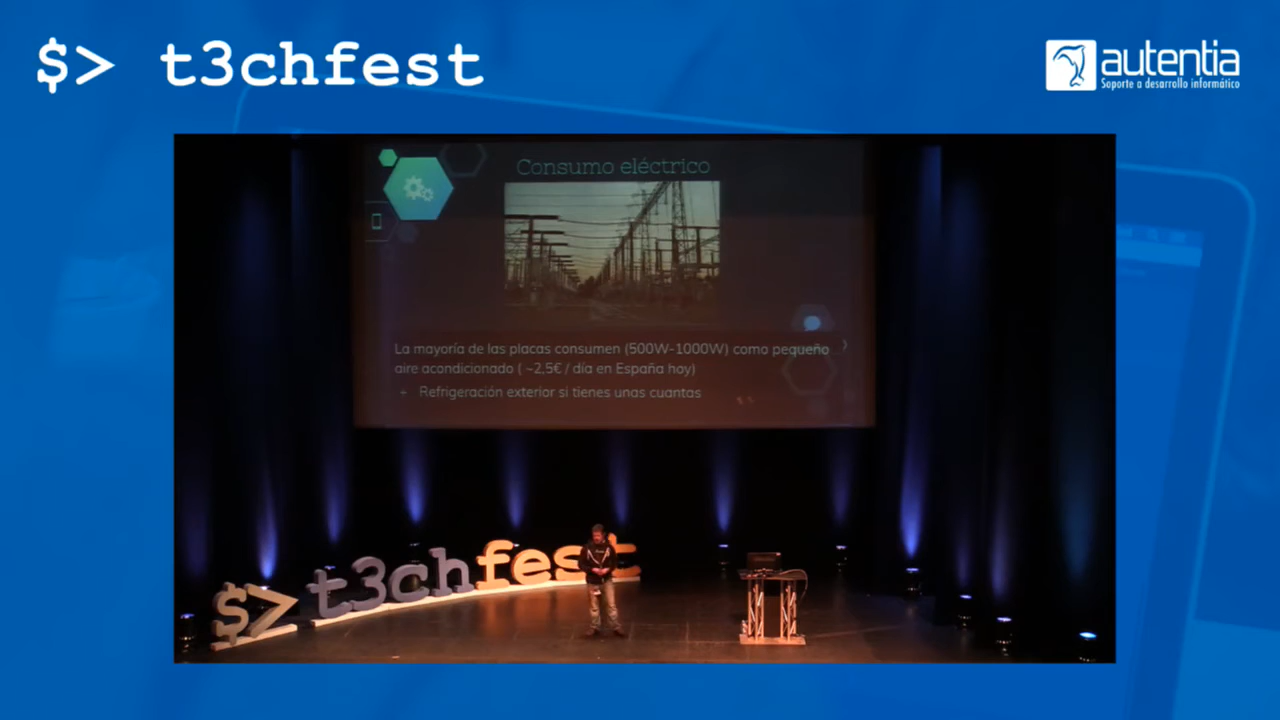 $> t3chfest
autentia
Soporte a desarrollo informático
Consumo eléctrico
La mayoría de las placas consumen (500W-1000W) como pequeño
aire acondicionado ( ~2,5€ / día en España hoy)
+ Refrigeración exterior si tienes unas cuantas
$> t3chfest